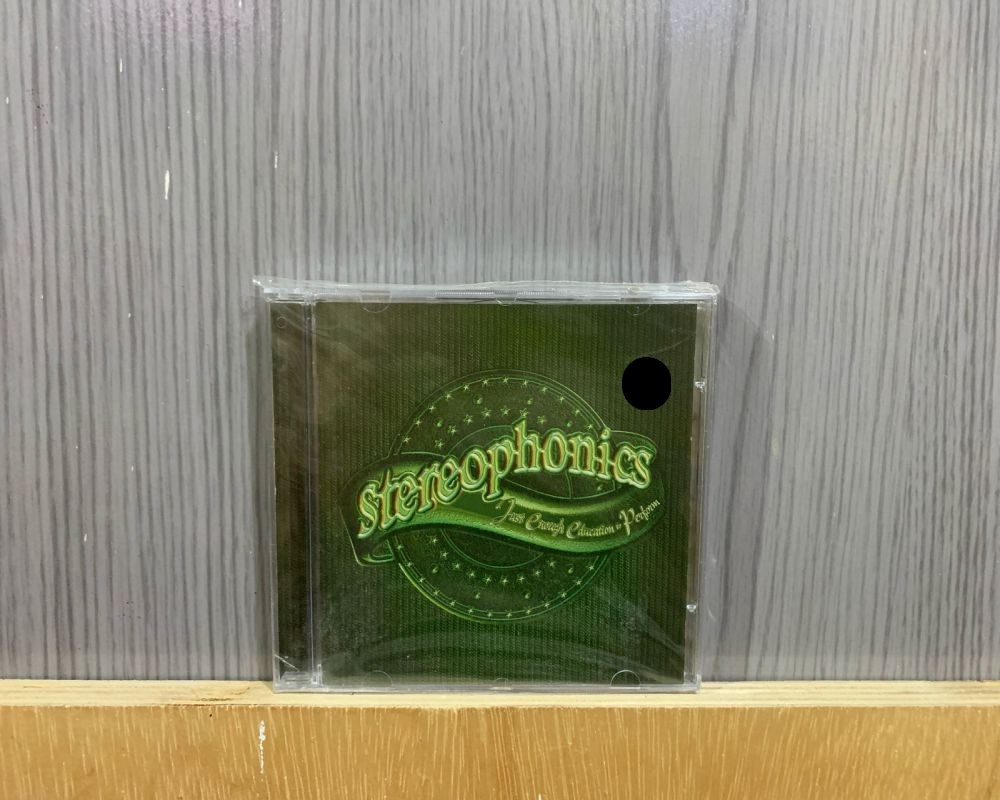 Stereophonics
Just Enough Education to Perform